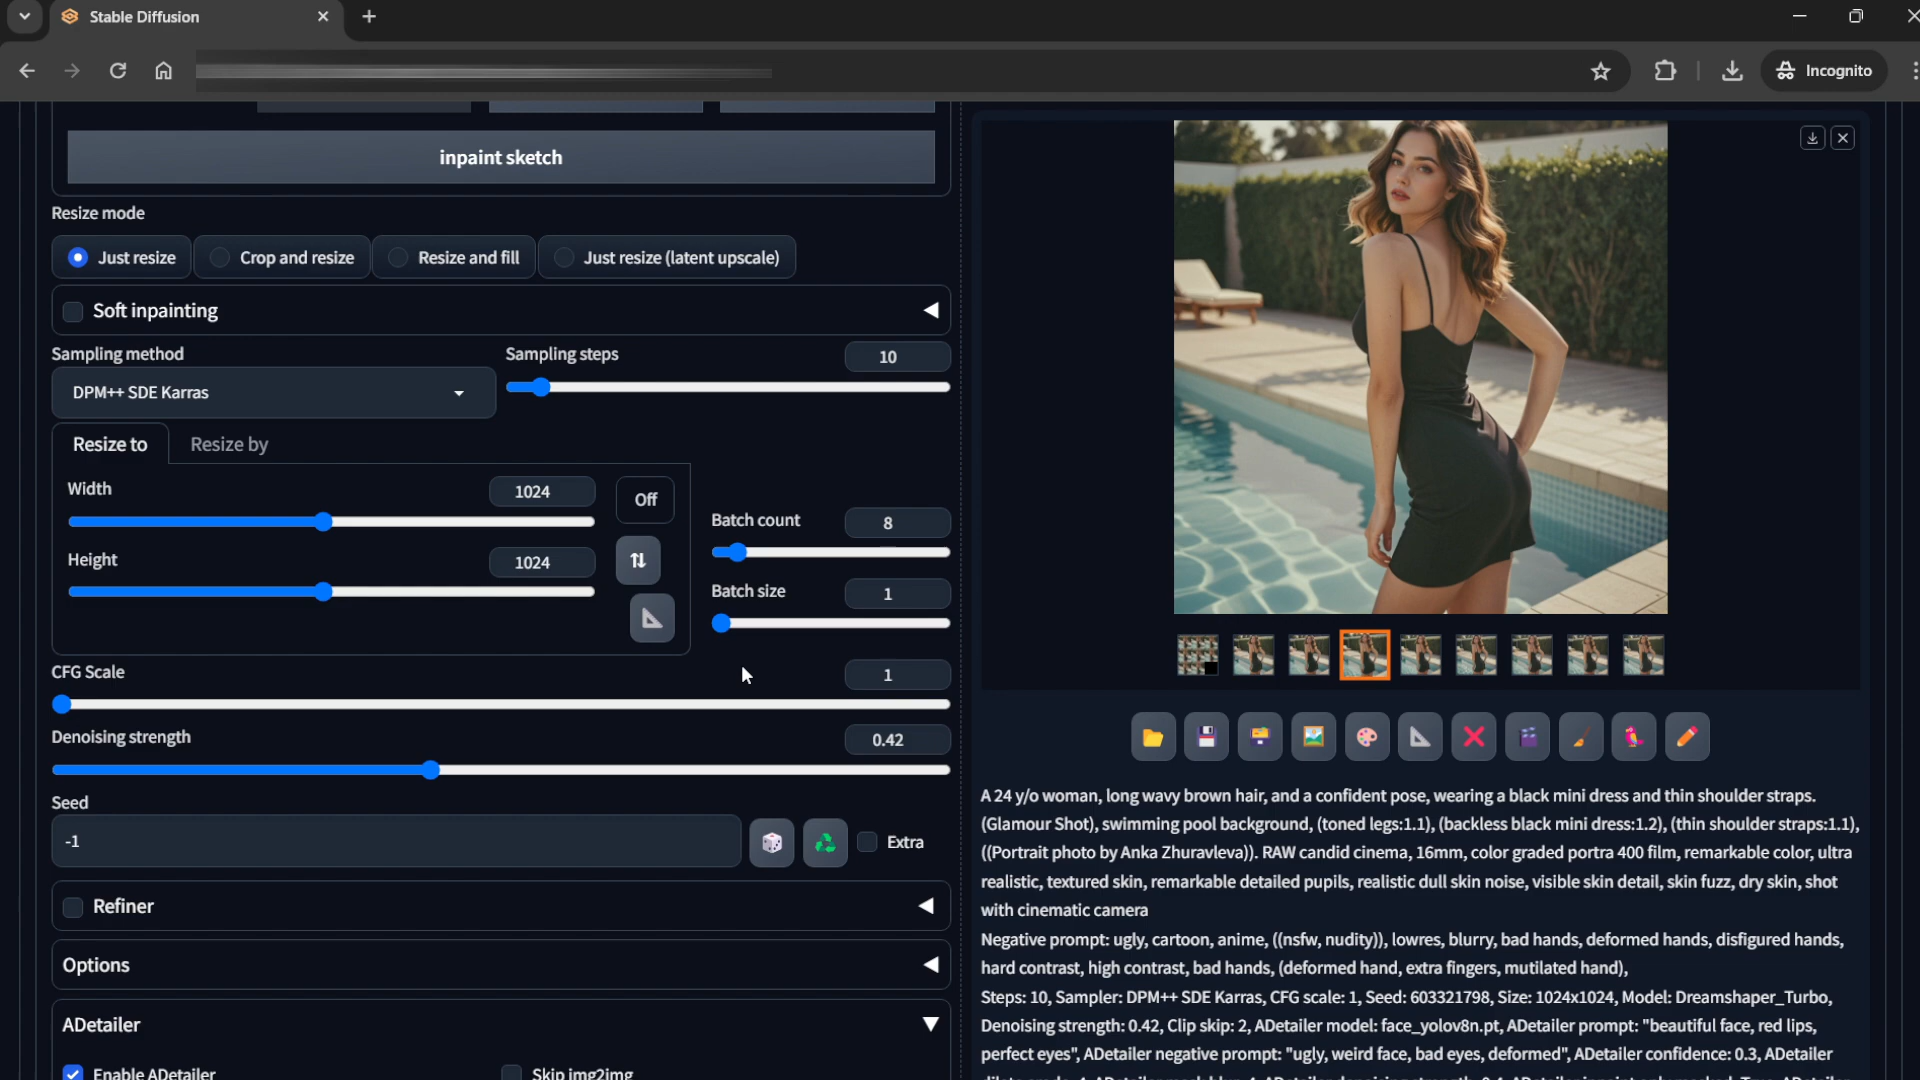 Stable Diffusion
Incognito
inpaint sketch
Resize mode
Just resize
Crop and resize
Resize and fill
Just resize (latent upscale)
Soft inpainting
Sampling method
Sampling steps
10
DPM++ SDE Karras
Resize to
Resize by
Width
1024
Off
Batch count
8
Height
1024
Batch size
1
CFG Scale
1
Denoising strength
0.42
Seed
-1
Extra
Refiner
Options
ADetailer
Enable ADetailer
Skip img2img
A 24 y/o woman, long wavy brown hair, and a confident pose, wearing a black mini dress and thin shoulder straps.
(Glamour Shot), swimming pool background, (toned legs:1.1), (backless black mini dress:1.2), (thin shoulder straps:1.1),
((Portrait photo by Anka Zhuravleva)). RAW candid cinema, 16mm, color graded portra 400 film, remarkable color, ultra
realistic, textured skin, remarkable detailed pupils, realistic dull skin noise, visible skin detail, skin fuzz, dry skin, shot
with cinematic camera
Negative prompt: ugly, cartoon, anime, ((nsfw, nudity)), lowres, blurry, bad hands, deformed hands, disfigured hands,
hard contrast, high contrast, bad hands, (deformed hand, extra fingers, mutilated hand),
Steps: 10, Sampler: DPM++ SDE Karras, CFG scale: 1, Seed: 603321798, Size: 1024x1024, Model: Dreamshaper_Turbo,
Denoising strength: 0.42, Clip skip: 2, ADetailer model: face_yolov8n.pt, ADetailer prompt: "beautiful face, red lips,
perfect eyes", ADetailer negative prompt: "ugly, weird face, bad eyes, deformed", ADetailer confidence: 0.3, ADetailer